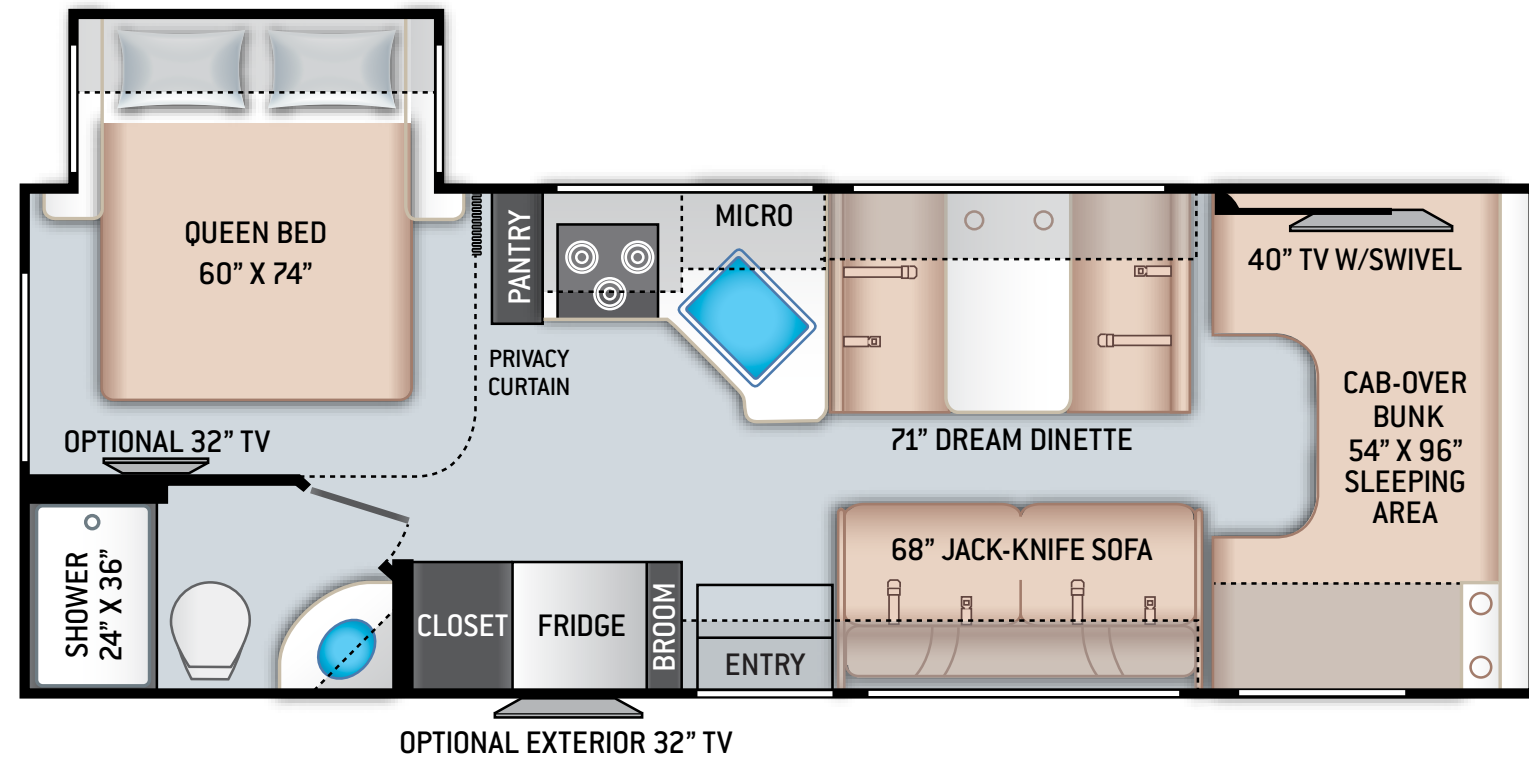 QUEEN BED
60” X 74”
PANTRY
MICRO
40” TV W/SWIVEL
PRIVACY
CURTAIN
CAB-OVER
BUNK
54” X 96”
SLEEPING
AREA
OPTIONAL 32” TV
71” DREAM DINETTE
68” JACK-KNIFE SOFA
SHOWER
24” X 36”
CLOSET
FRIDGE
BROOM
ENTRY
OPTIONAL EXTERIOR 32” TV